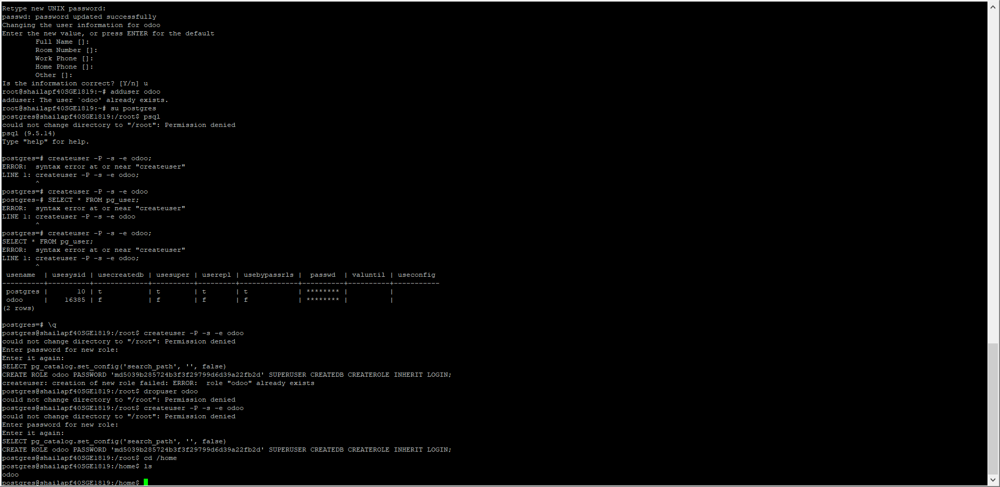 Retype new UNIX password:
passwd: password updated successfully
Changing the user information for odoo
Enter the new value, or press ENTER for the default
        Full Name []:
        Room Number []:
        Work Phone []:
        Home Phone []:
        Other []:
Is the information correct? [Y/n] u
root@shailapf40SGE1819:~# adduser odoo
adduser: The user `odoo' already exists.
root@shailapf40SGE1819:~# su postgres
postgres@shailapf40SGE1819:/root$ psql
could not change directory to "/root": Permission denied
psql (9.5.14)
Type "help" for help.

postgres=# createuser -P -s -e odoo;
ERROR:  syntax error at or near "createuser"
LINE 1: createuser -P -s -e odoo;
        ^
postgres=# createuser -P -s -e odoo
postgres-# SELECT * FROM pg_user;
ERROR:  syntax error at or near "createuser"
LINE 1: createuser -P -s -e odoo
        ^
postgres=# createuser -P -s -e odoo;
SELECT * FROM pg_user;
ERROR:  syntax error at or near "createuser"
LINE 1: createuser -P -s -e odoo;
        ^
 usename  | usesysid | usecreatedb | usesuper | userepl | usebypassrls |  passwd  | valuntil | useconfig
----------+----------+-------------+----------+---------+--------------+----------+----------+-----------
 postgres |       10 | t           | t        | t       | t            | ******** |          |
 odoo     |    16385 | f           | f        | f       | f            | ******** |          |
(2 rows)

postgres=# \q
postgres@shailapf40SGE1819:/root$ createuser -P -s -e odoo
could not change directory to "/root": Permission denied
Enter password for new role:
Enter it again:
SELECT pg_catalog.set_config('search_path', '', false)
CREATE ROLE odoo PASSWORD 'md5039b285724b3f3f29799d6d39a22fb2d' SUPERUSER CREATEDB CREATEROLE INHERIT LOGIN;
createuser: creation of new role failed: ERROR:  role "odoo" already exists
postgres@shailapf40SGE1819:/root$ dropuser odoo
could not change directory to "/root": Permission denied
postgres@shailapf40SGE1819:/root$ createuser -P -s -e odoo
could not change directory to "/root": Permission denied
Enter password for new role:
Enter it again:
SELECT pg_catalog.set_config('search_path', '', false)
CREATE ROLE odoo PASSWORD 'md5039b285724b3f3f29799d6d39a22fb2d' SUPERUSER CREATEDB CREATEROLE INHERIT LOGIN;
postgres@shailapf40SGE1819:/root$ cd /home
postgres@shailapf40SGE1819:/home$ ls
odoo
postgres@shailapf40SGE1819:/home$